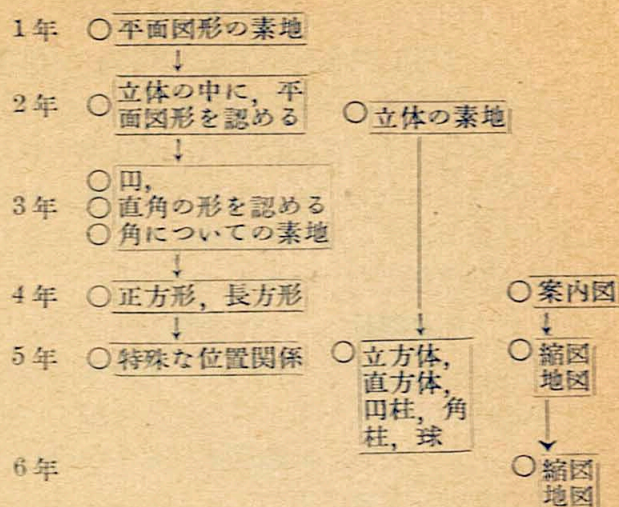 1年 ○平面図形の素地
2年 ○立体の中に，平面図形を認める
○立体の素地
3年 ○円，
○直角の形を認める
○角についての素地
4年 ○正方形，長方形
○案内図
5年 ○特殊な位置関係
○立方体，
直方体，
円柱，角
柱，球
○縮図
地図
6年
○縮図
地図